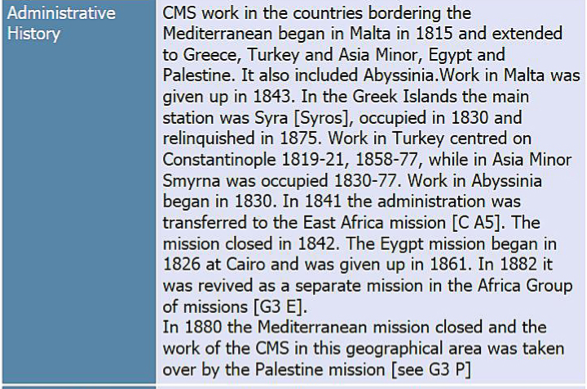 Administrative
History
CMS work in the countries bordering the
Mediterranean began in Malta in 1815 and extended
to Greece, Turkey and Asia Minor, Egypt and
Palestine. It also included Abyssinia.Work in Malta was
given up in 1843. In the Greek Islands the main
station was Syra [Syros], occupied in 1830 and
relinquished in 1875. Work in Turkey centred on
Constantinople 1819-21, 1858-77, while in Asia Minor
Smyrna was occupied 1830-77. Work in Abyssinia
began in 1830. In 1841 the administration was
transferred to the East Africa mission [C A5]. The
mission closed in 1842. The Eygpt mission began in
1826 at Cairo and was given up in 1861. In 1882 it
was revived as a separate mission in the Africa Group
of missions [G3 E].
In 1880 the Mediterranean mission closed and the
work of the CMS in this geographical area was taken
over by the Palestine mission [see G3 P]